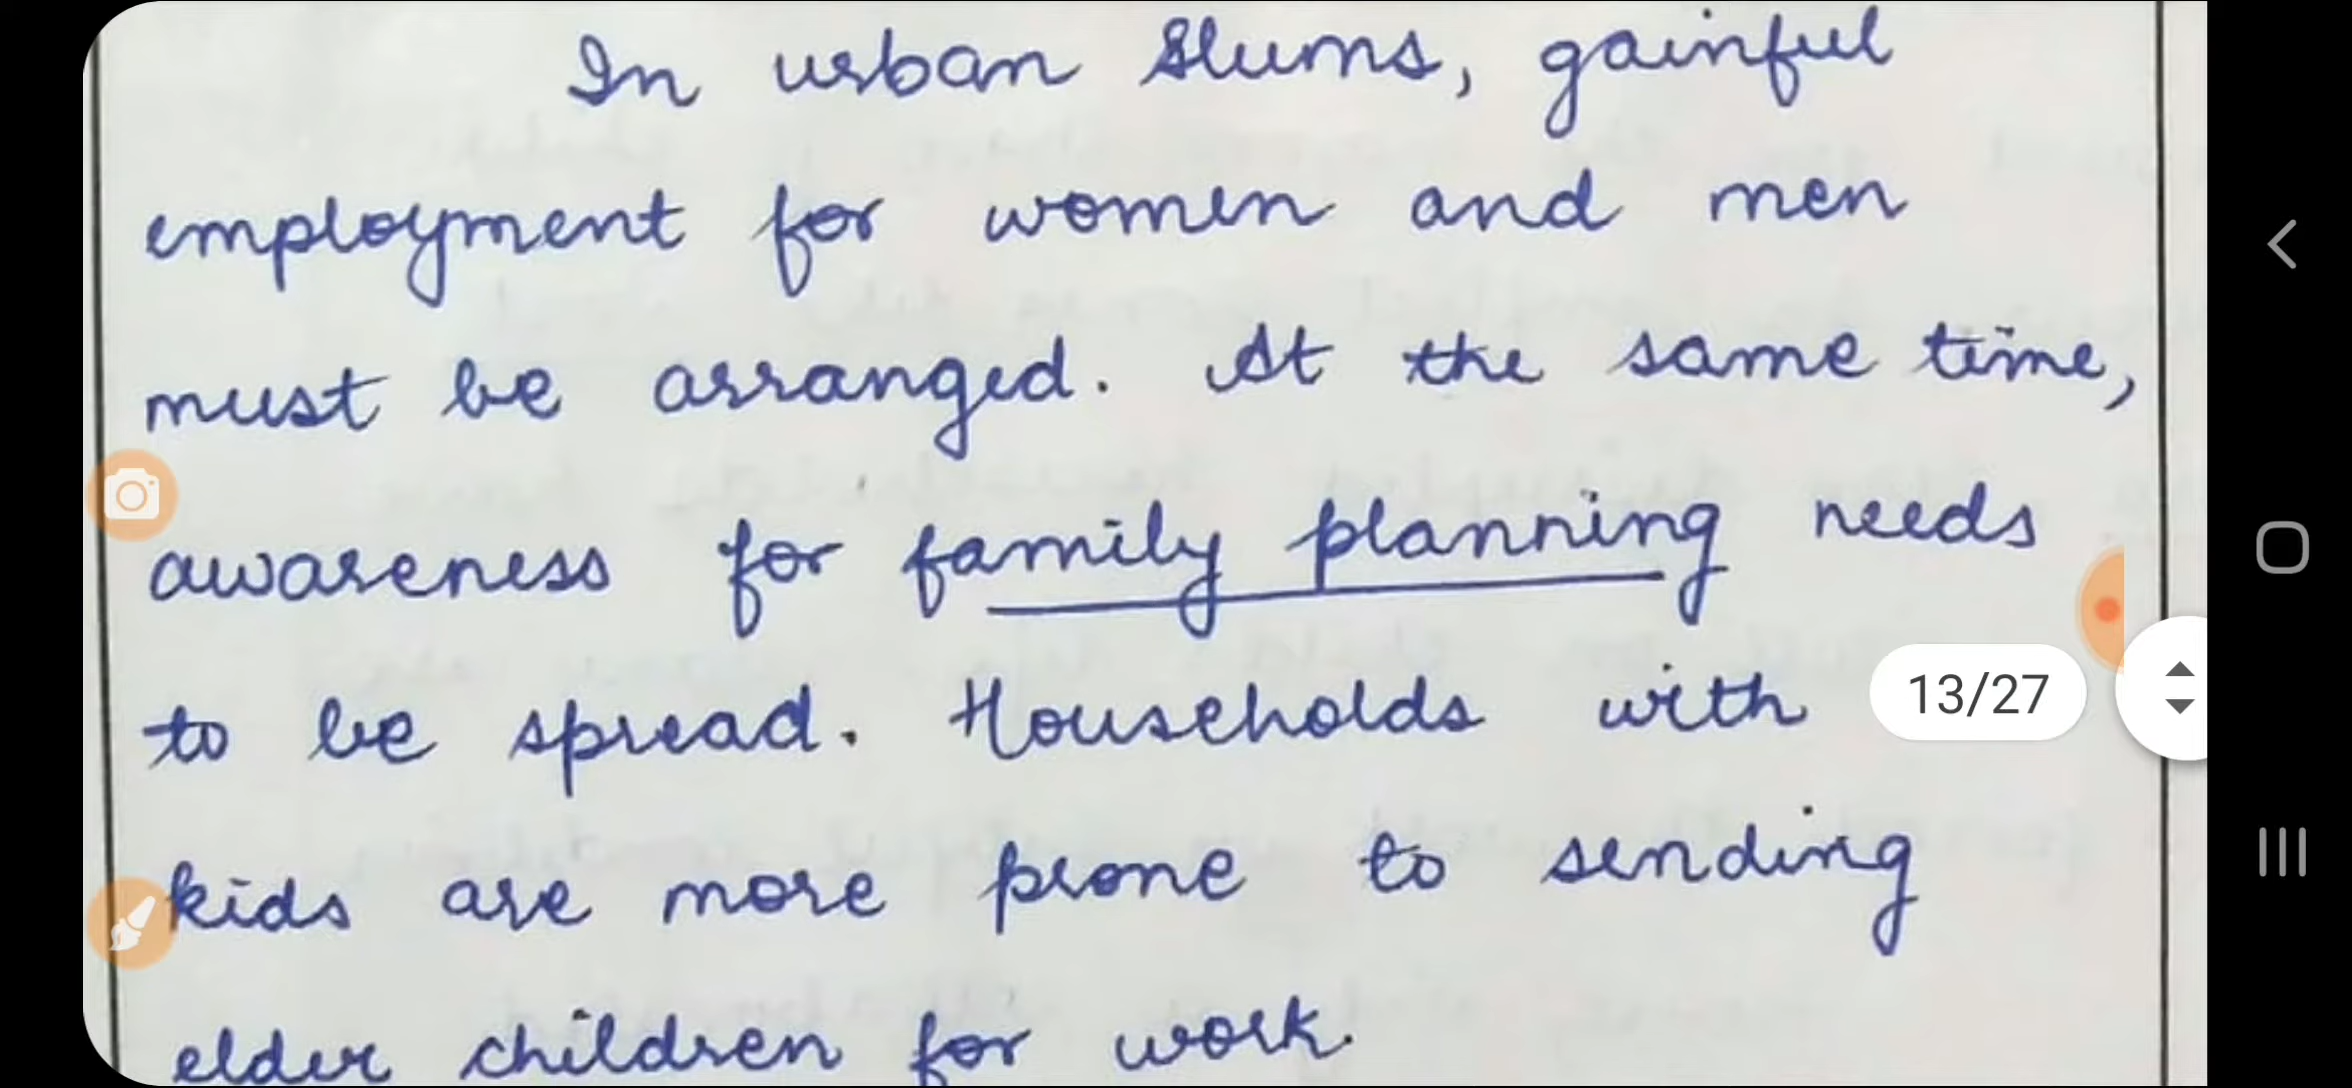 In urban slums, gainful
employment for women and men
must be arranged. At the same time,
awareness for family planning needs
to be spread. Households with
13/27
kids are more prone to sending
elder children for work.